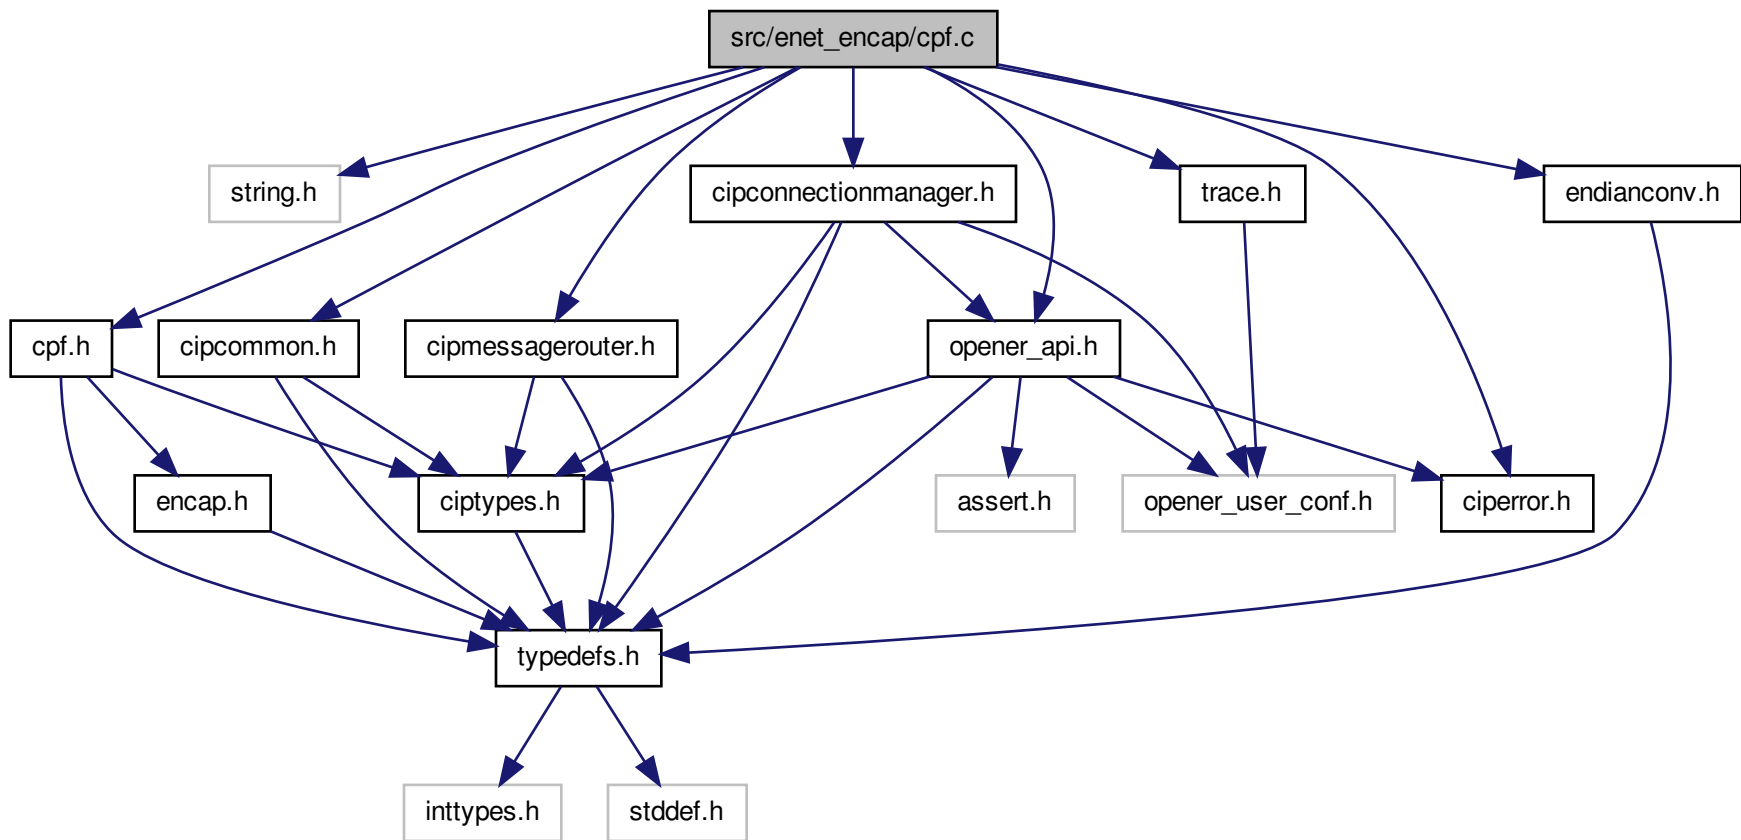 src/enet_encap/cpf.c
string.h
cipconnectionmanager.h
trace.h
endianconv.h
cpf.h
cipcommon.h
cipmessagerouter.h
opener_api.h
encap.h
ciptypes.h
assert.h
opener_user_conf.h
ciperror.h
typedefs.h
inttypes.h
stddef.h